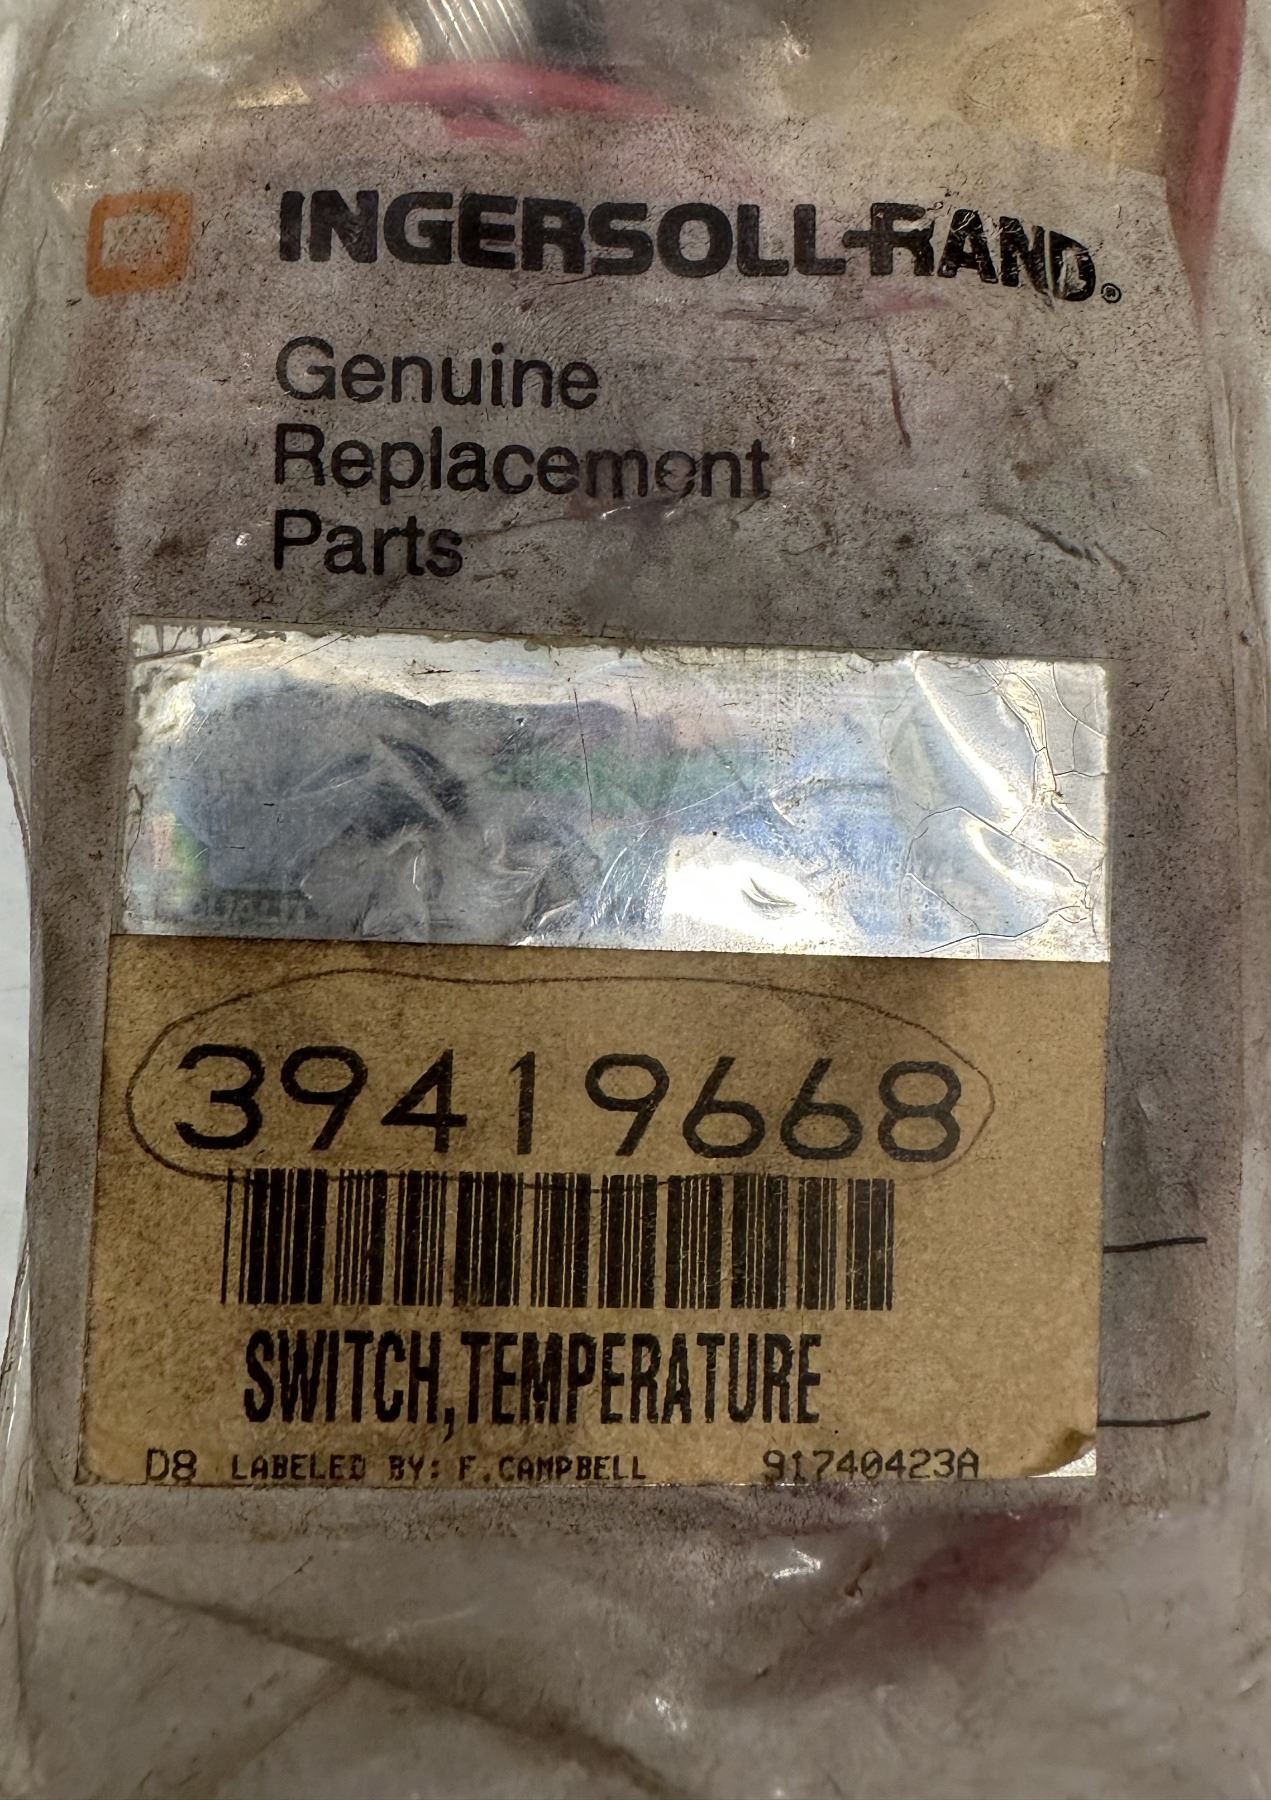 INGERSOLL-RAND®
Genuine
Replacement
Parts
39419668
SWITCH,TEMPERATURE
D8 LABELED BY: F.CAMPBELL 91740423A